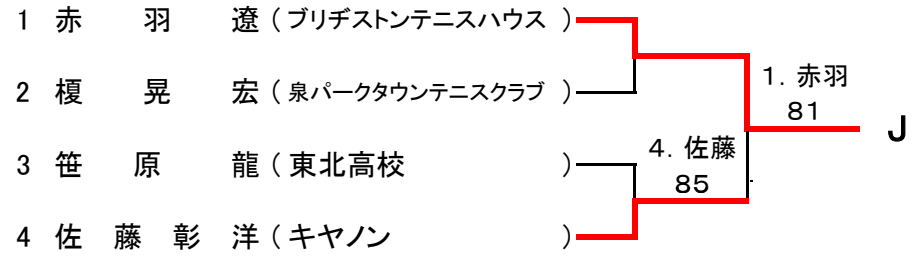 1 赤 羽 遼 ( ブリヂストンテニスハウス )
1. 赤羽
2 榎 晃 宏 ( 泉パークタウンテニスクラブ )
81
J
4. 佐藤
3 笹 原 龍 ( 東北高校 )
85
4 佐 藤 彰 洋 ( キヤノン )